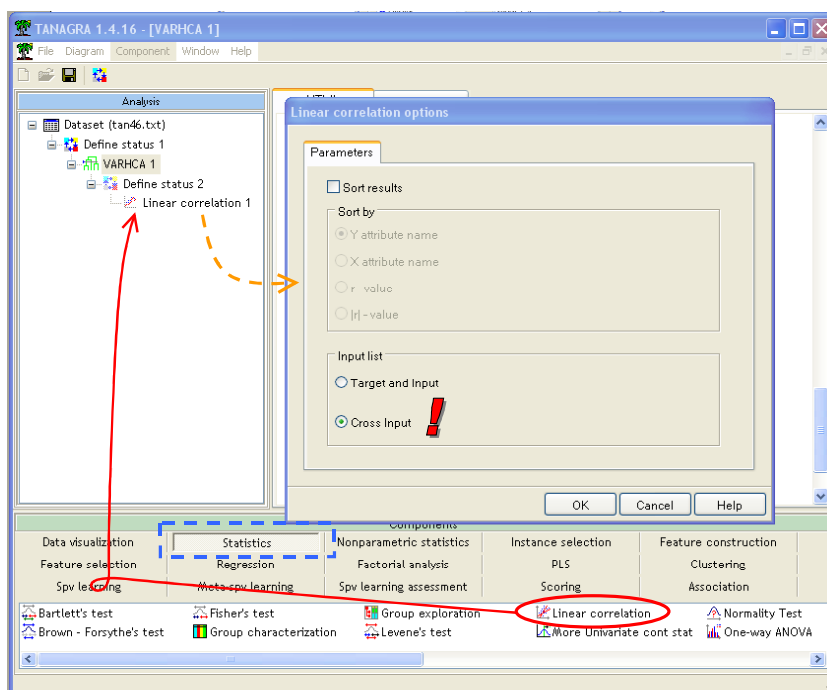 TANAGRA 1.4.16 - [VARHCA 1]
File Diagram Component Window Help
Analysis
Dataset (tan46.txt)
Define status 1
VARHCA 1
Define status 2
Linear correlation 1
Linear correlation options
Parameters
Sort results
Sort by
Y attribute name
X attribute name
r - value
|r| - value
Input list
Target and Input
Cross Input
!
OK Cancel Help
Components
Data visualization Statistics Nonparametric statistics Instance selection Feature construction
Feature selection Regression Factorial analysis PLS Clustering
Spv learning Meta-spv learning Spv learning assessment Scoring Association
Bartlett's test Fisher's test Group exploration Linear correlation Normality Test
Brown - Forsythe's test Group characterization Levene's test More Univariate cont stat One-way ANOVA